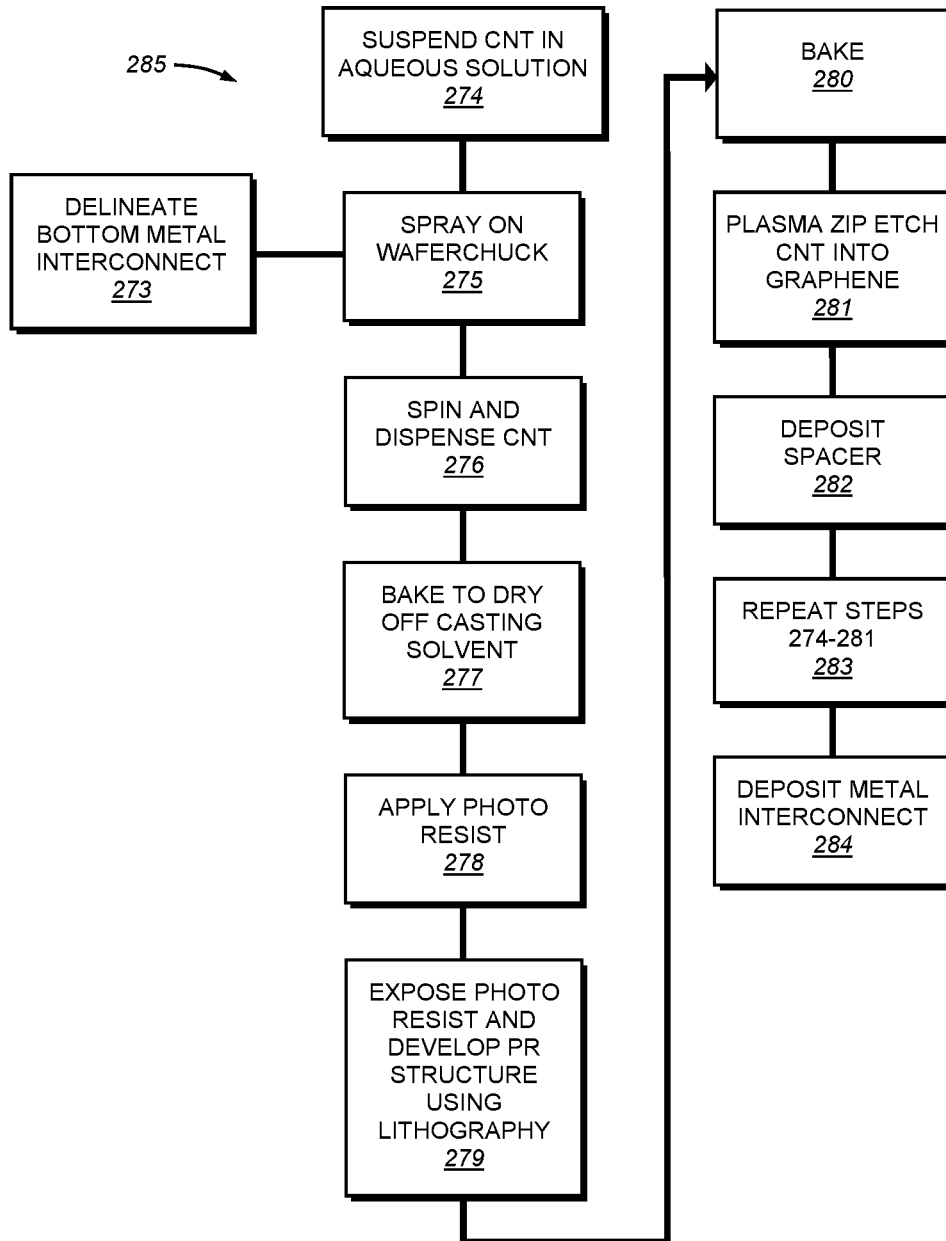 285
SUSPEND CNT IN
AQUEOUS SOLUTION
274
DELINEATE
BOTTOM METAL
INTERCONNECT
273
SPRAY ON
WAFERCHUCK
275
SPIN AND
DISPENSE CNT
276
BAKE TO DRY
OFF CASTING
SOLVENT
277
APPLY PHOTO
RESIST
278
EXPOSE PHOTO
RESIST AND
DEVELOP PR
STRUCTURE
USING
LITHOGRAPHY
279
BAKE
280
PLASMA ZIP ETCH
CNT INTO
GRAPHENE
281
DEPOSIT
SPACER
282
REPEAT STEPS
274-281
283
DEPOSIT METAL
INTERCONNECT
284